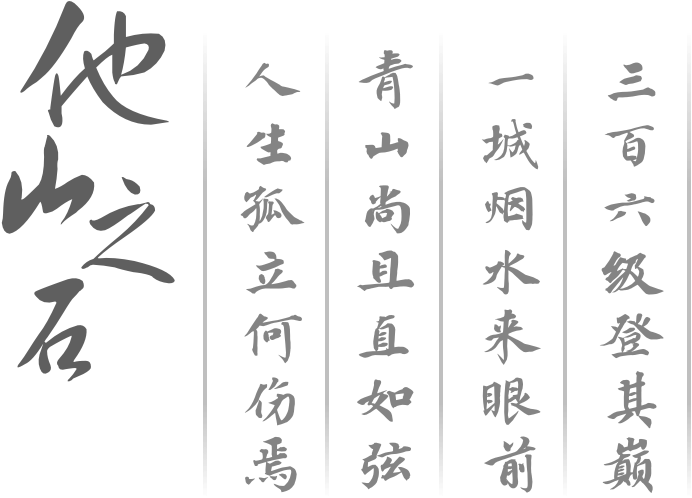 三百六级登其巅
一城烟水来眼前
青山尚且直如弦
人生孤立何伤焉
他山之石